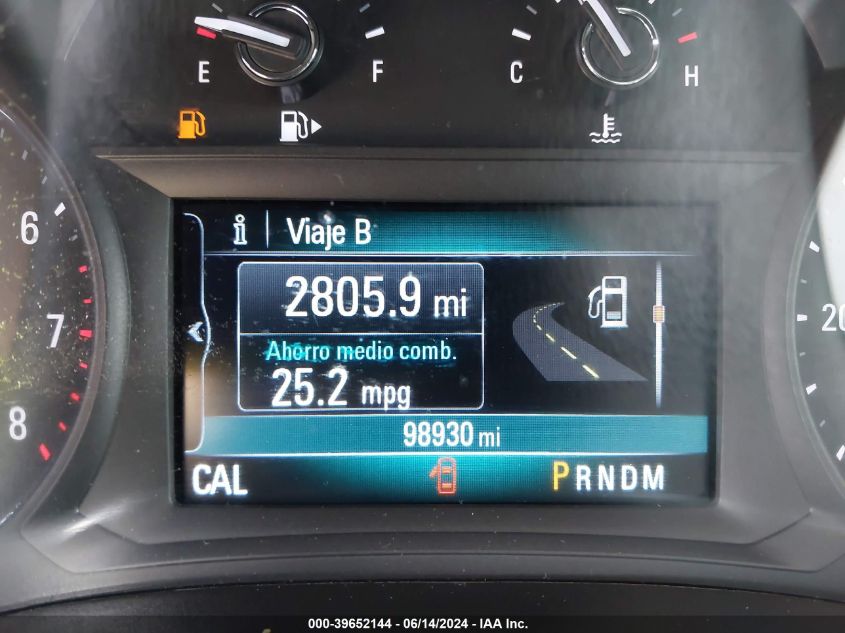 E F C H
6
7
8
20
i Viaje B
2805.9 mi
Ahorro medio comb.
25.2 mpg
98930 mi
CAL PRNDM
000-39652144 - 06/14/2024 - IAA Inc.